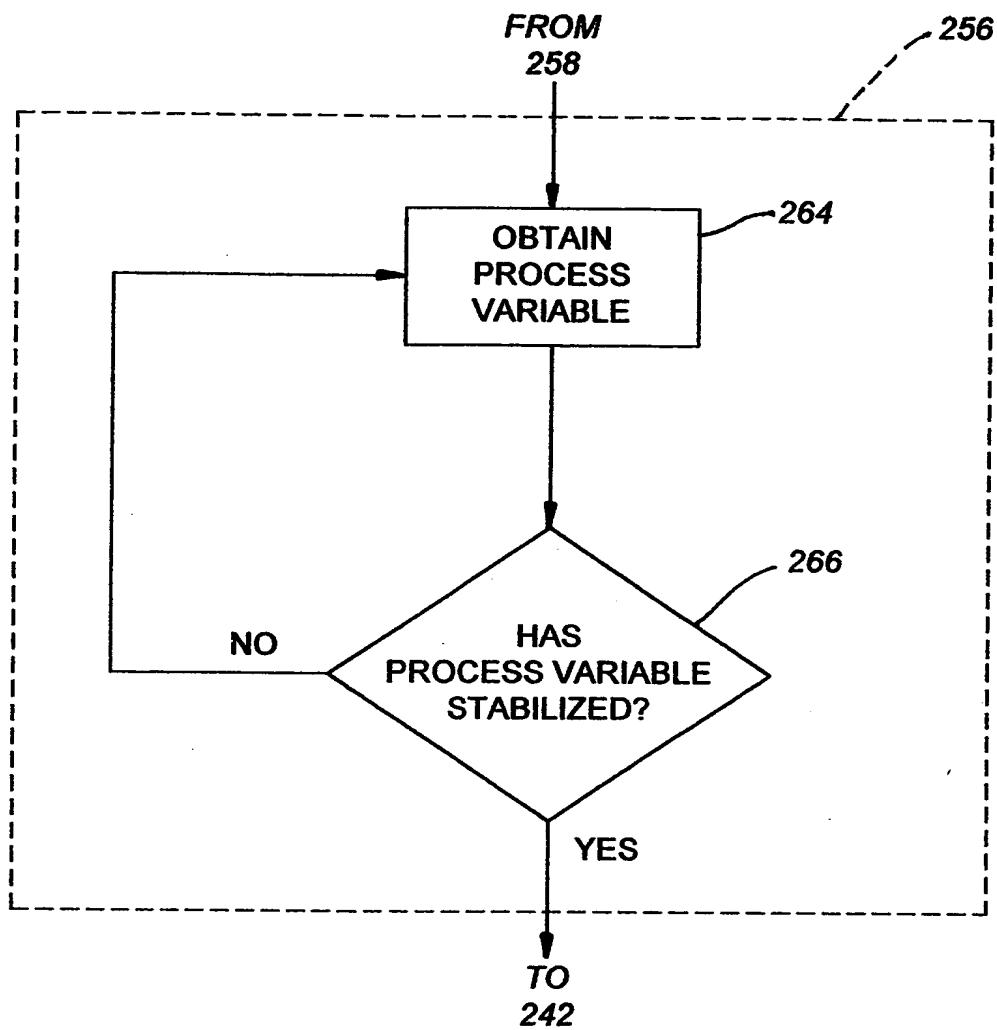 FROM
258
256
264
OBTAIN
PROCESS
VARIABLE
266
NO
HAS
PROCESS VARIABLE
STABILIZED?
YES
TO
242